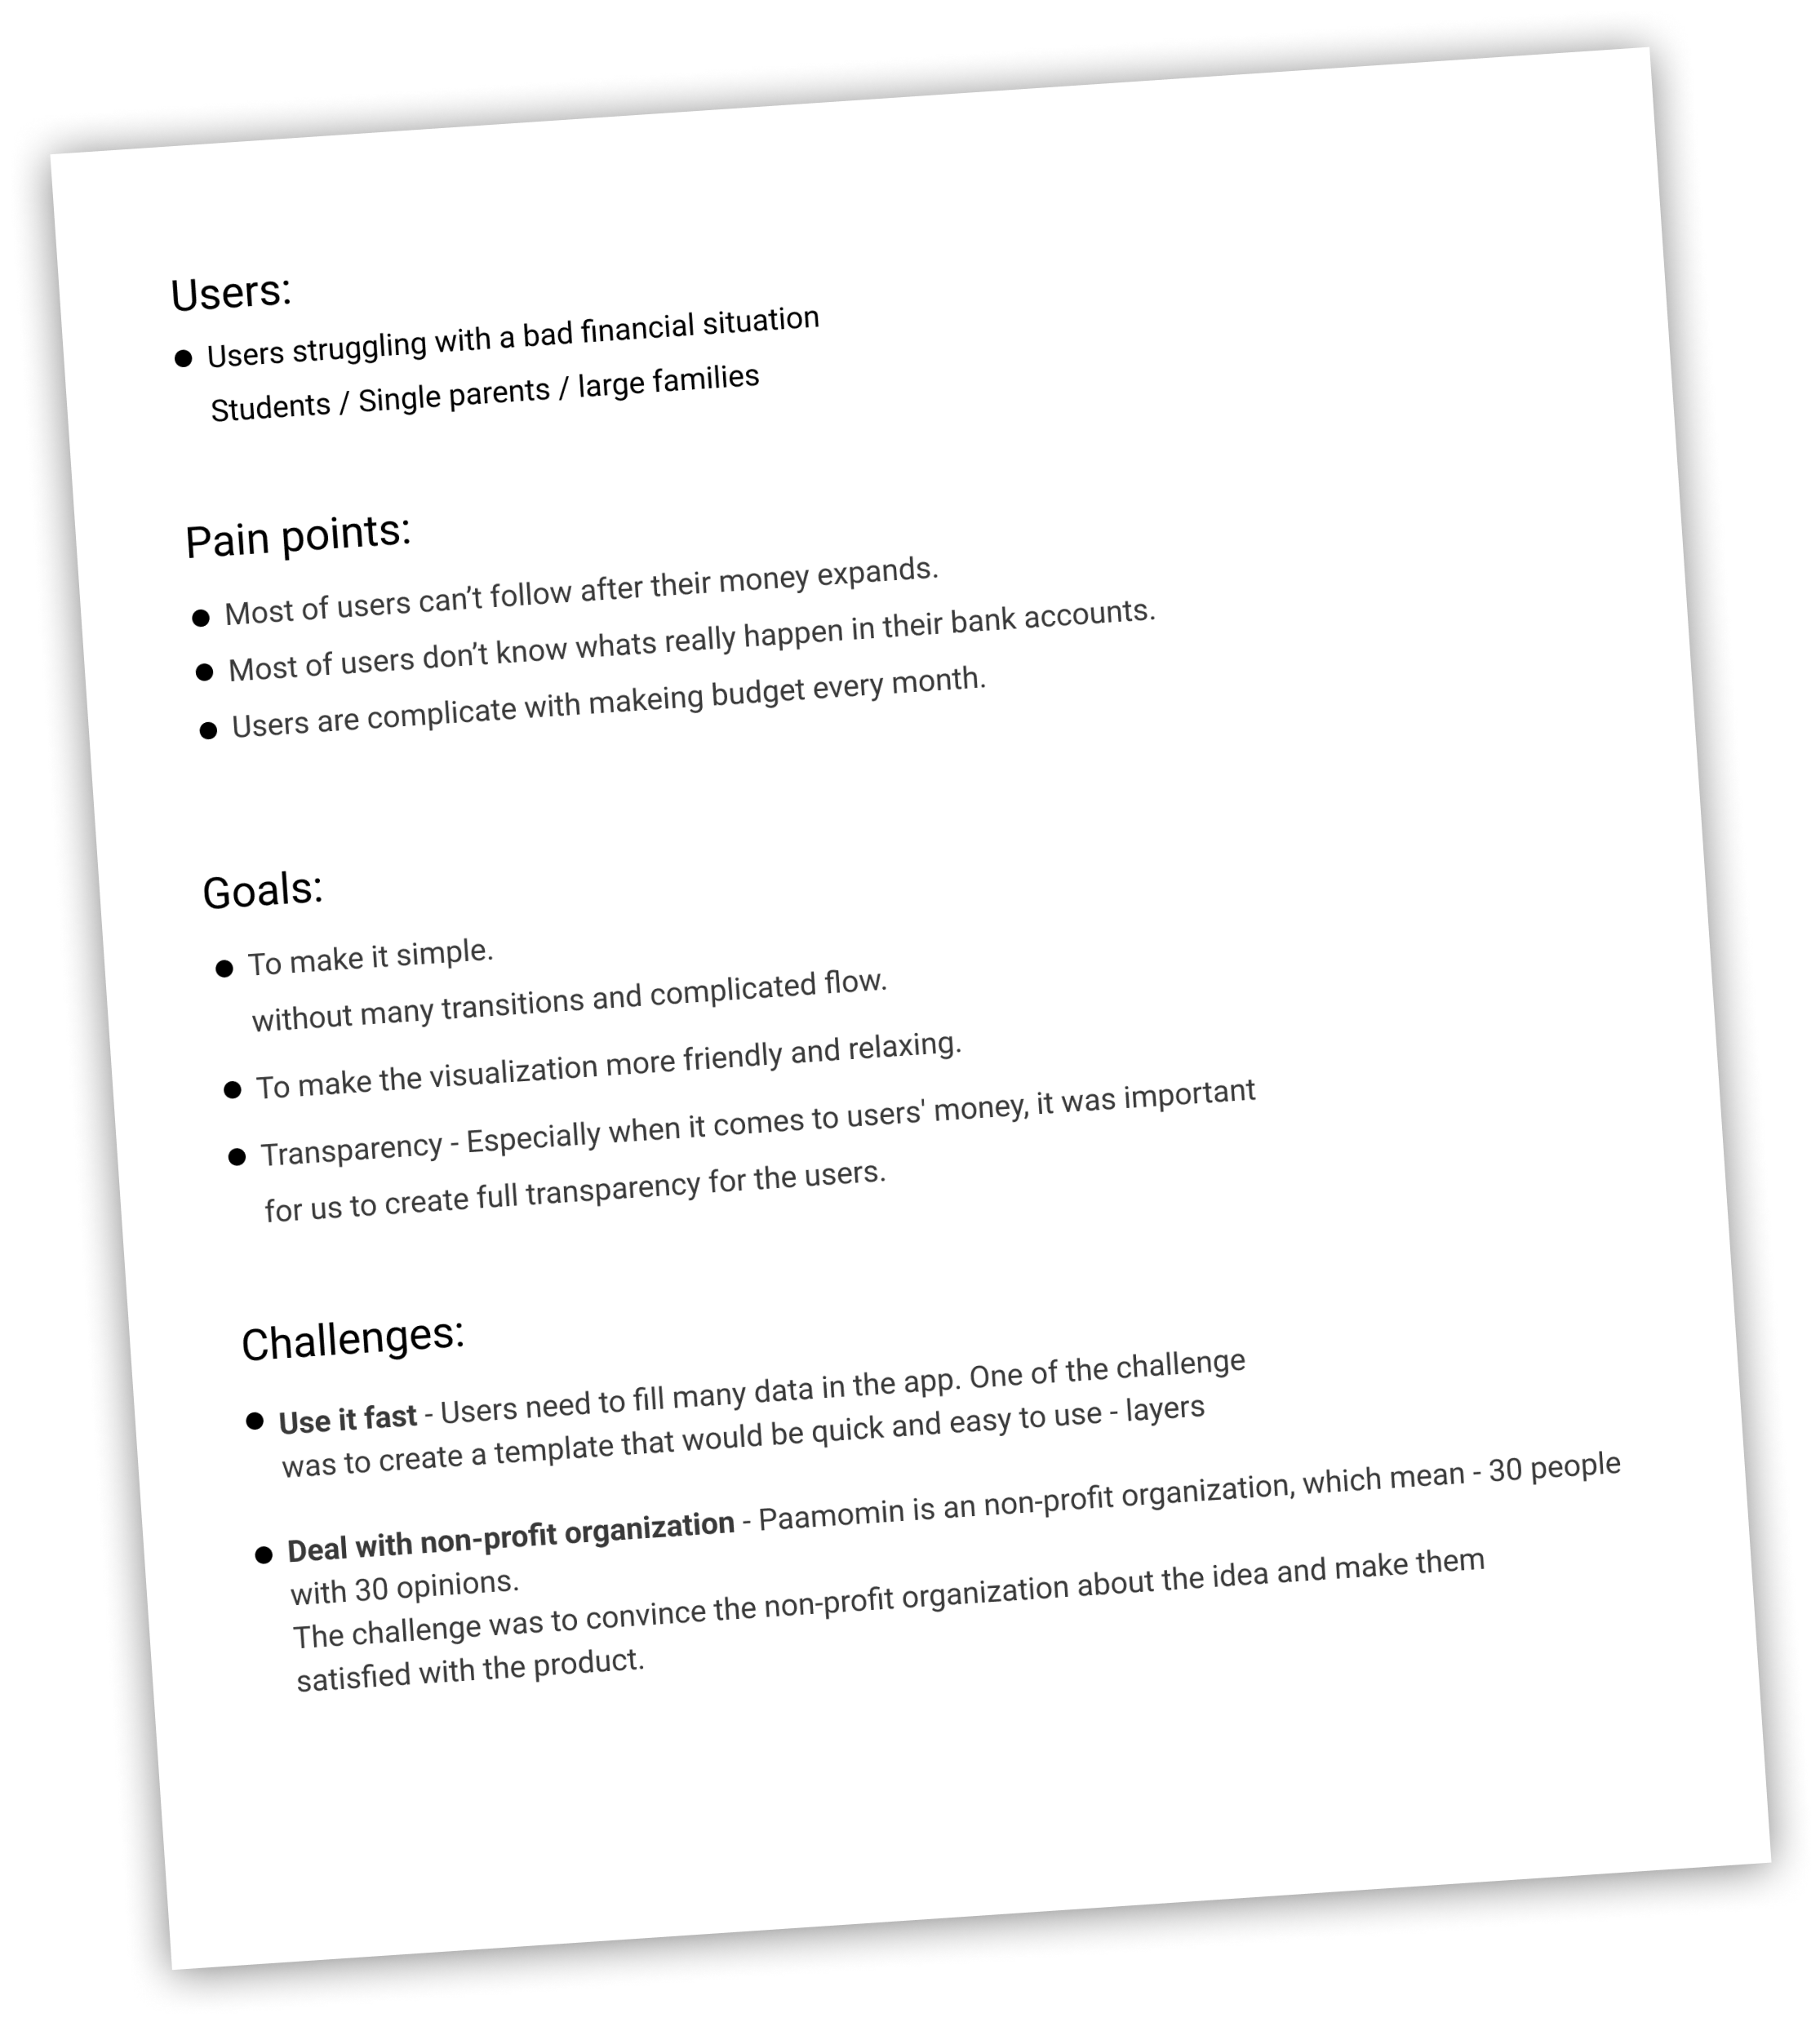 Users:
● Users struggling with a bad financial situation
Students / Single parents / large families
Pain points:
● Most of users can’t follow after their money expands.
● Most of users don’t know whats really happen in their bank accounts.
● Users are complicate with makeing budget every month.
Goals:
● To make it simple.
without many transitions and complicated flow.
● To make the visualization more friendly and relaxing.
● Transparency - Especially when it comes to users' money, it was important
for us to create full transparency for the users.
Challenges:
● Use it fast - Users need to fill many data in the app. One of the challenge
was to create a template that would be quick and easy to use - layers
● Deal with non-profit organization - Paamomin is an non-profit organization, which mean - 30 people
with 30 opinions.
The challenge was to convince the non-profit organization about the idea and make them
satisfied with the product.